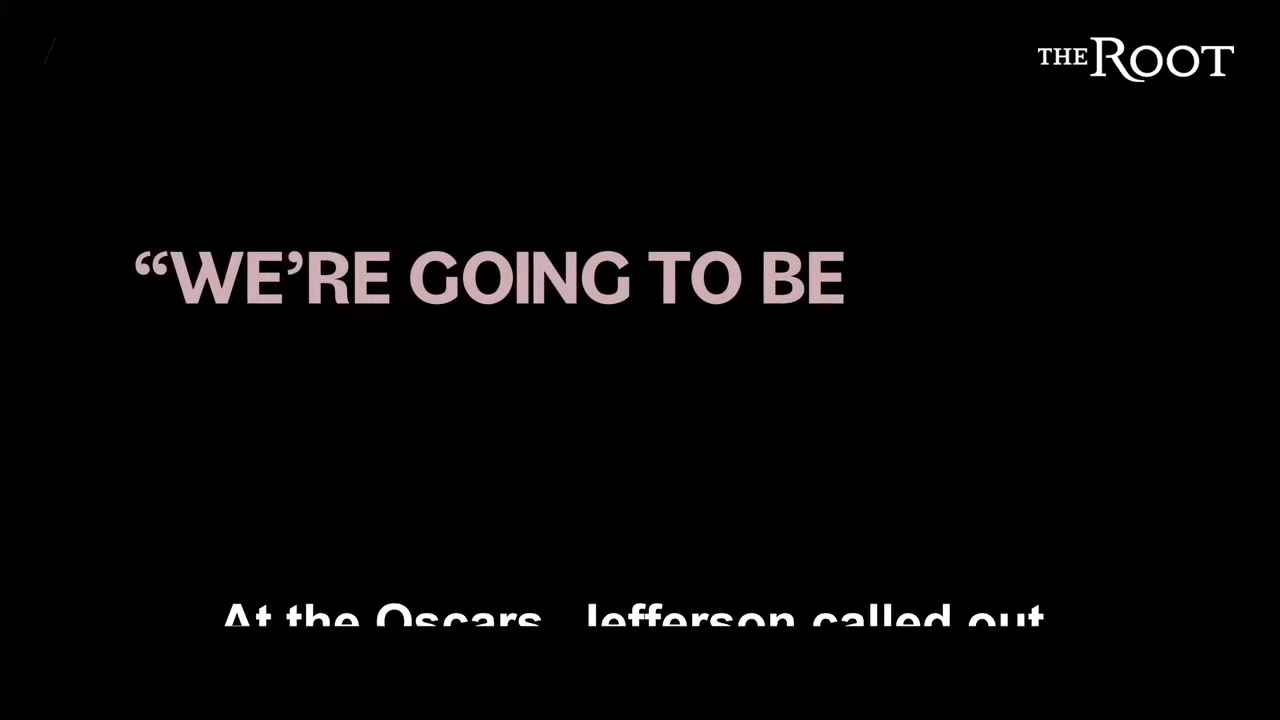 THE ROOT
“WE’RE GOING TO BE
At the Oscars, Jefferson called out